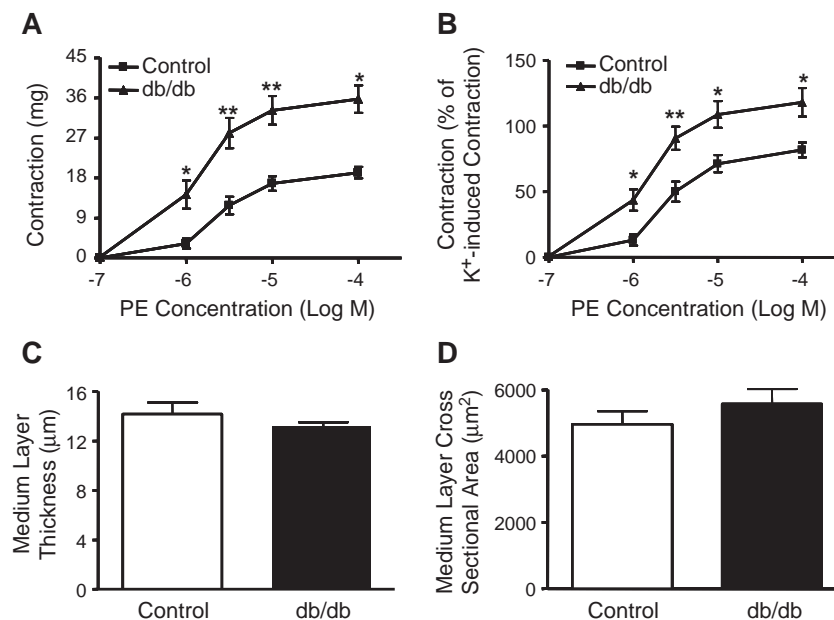 A
45
36
27
18
9
0
Contraction (mg)
Control
db/db
*
**
**
*
-7
-6
-5
-4
PE Concentration (Log M)
B
150
100
50
0
Contraction (% of
K⁺-induced Contraction)
Control
db/db
*
**
*
*
-7
-6
-5
-4
PE Concentration (Log M)
C
16
12
8
4
0
Medium Layer
Thickness (μm)
Control
db/db
D
6000
4000
2000
0
Medium Layer Cross
Sectional Area (μm²)
Control
db/db